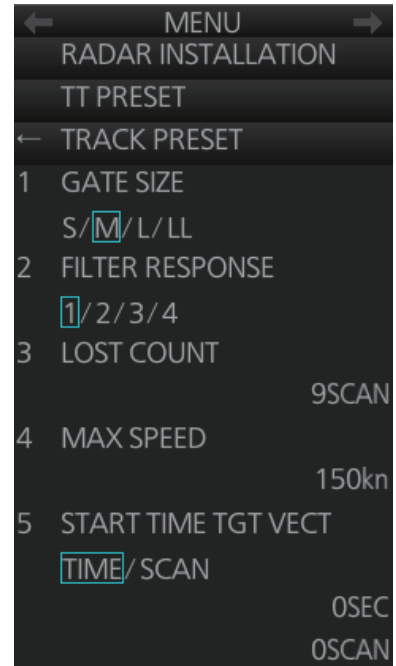 ← MENU →
RADAR INSTALLATION
TT PRESET
← TRACK PRESET
1 GATE SIZE
S/M/L/LL
2 FILTER RESPONSE
1/2/3/4
3 LOST COUNT
9SCAN
4 MAX SPEED
150kn
5 START TIME TGT VECT
TIME/SCAN
0SEC
0SCAN